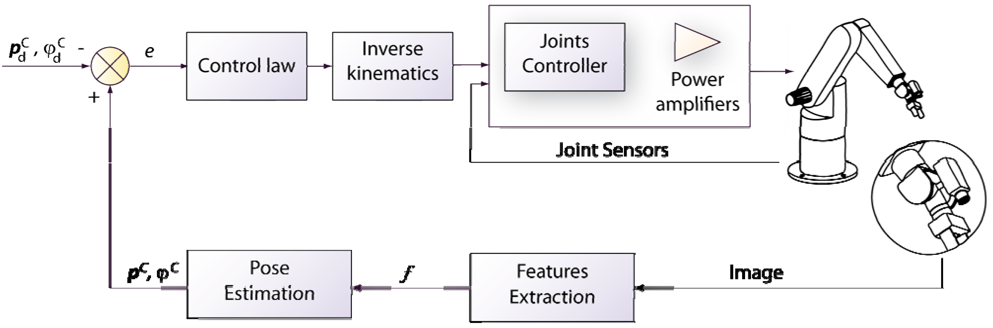 p_d^C, φ_d^C
-
+
e
Control law
Inverse
kinematics
Joints
Controller
Power
amplifiers
Joint Sensors
Image
Features
Extraction
f
Pose
Estimation
p^C, φ^C